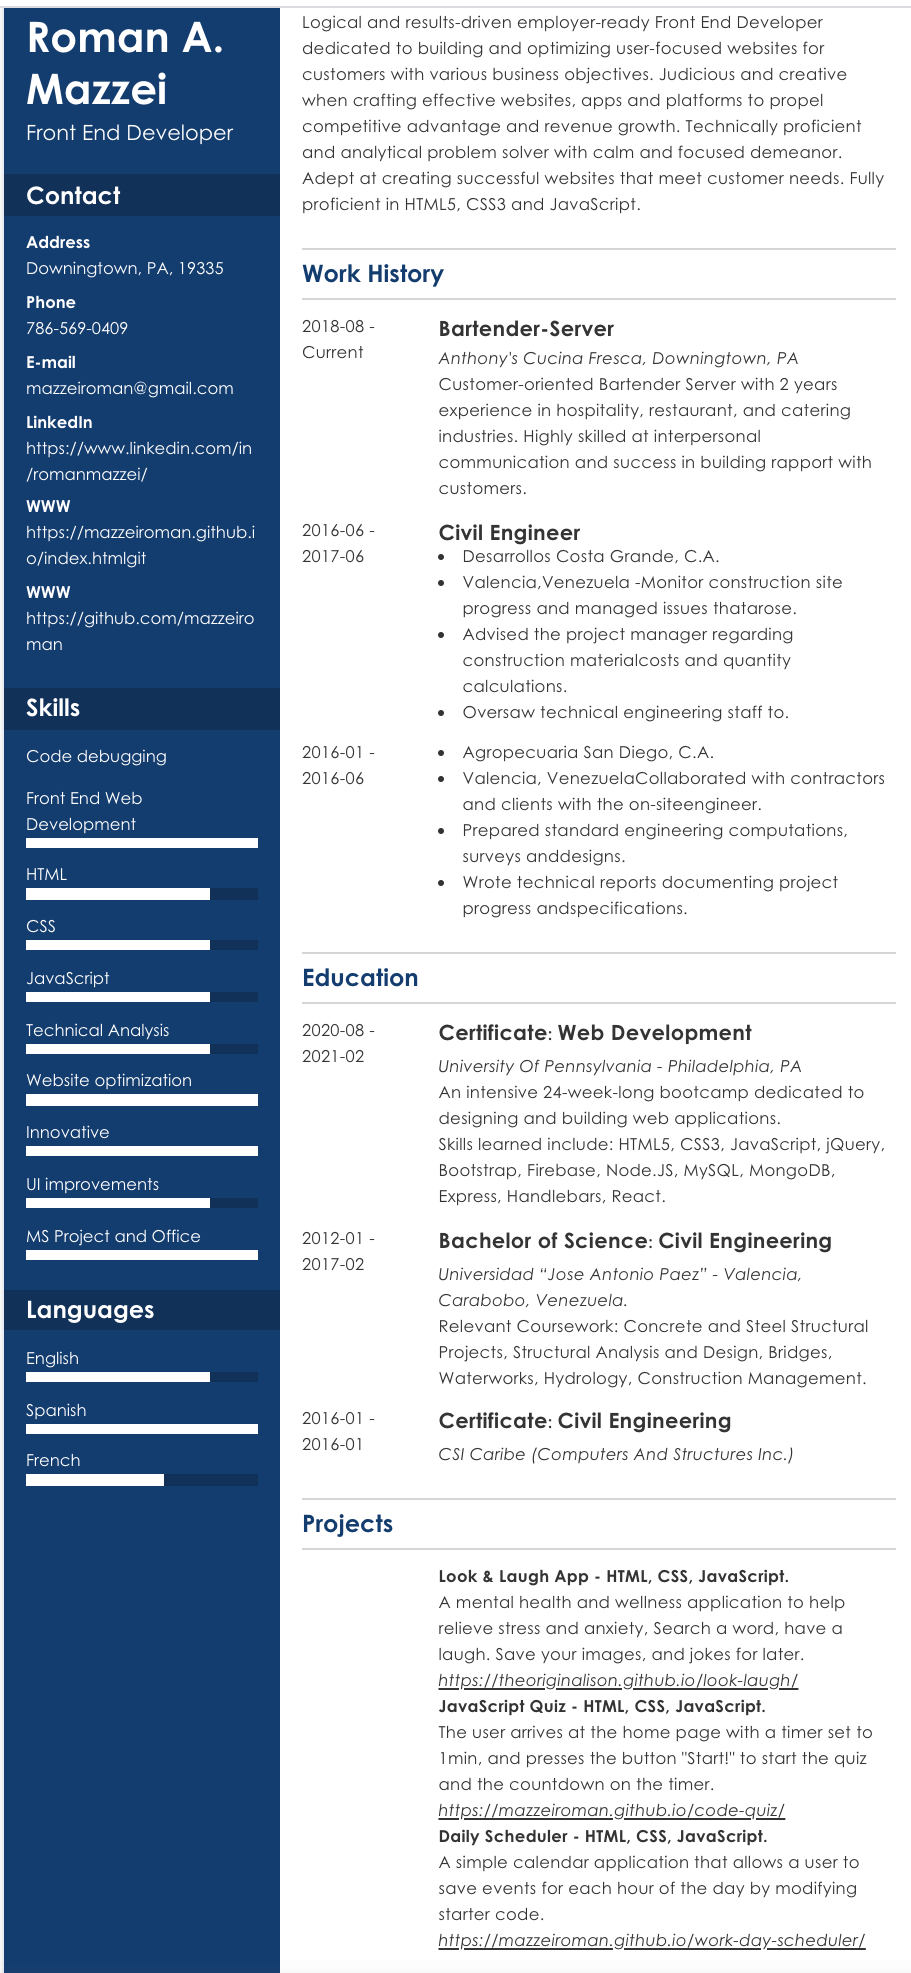 Roman A.
Mazzei
Front End Developer
Contact
Address
Downingtown, PA, 19335
Phone
786-569-0409
E-mail
mazzeiroman@gmail.com
LinkedIn
https://www.linkedin.com/in
/romanmazzei/
WWW
https://mazzeiroman.github.i
o/index.htmlgit
WWW
https://github.com/mazzeiro
man
Skills
Code debugging
Front End Web
Development
HTML
CSS
JavaScript
Technical Analysis
Website optimization
Innovative
UI improvements
MS Project and Office
Languages
English
Spanish
French
Logical and results-driven employer-ready Front End Developer
dedicated to building and optimizing user-focused websites for
customers with various business objectives. Judicious and creative
when crafting effective websites, apps and platforms to propel
competitive advantage and revenue growth. Technically proficient
and analytical problem solver with calm and focused demeanor.
Adept at creating successful websites that meet customer needs. Fully
proficient in HTML5, CSS3 and JavaScript.
Work History
2018-08 -
Current
Bartender-Server
Anthony's Cucina Fresca, Downingtown, PA
Customer-oriented Bartender Server with 2 years
experience in hospitality, restaurant, and catering
industries. Highly skilled at interpersonal
communication and success in building rapport with
customers.
2016-06 -
2017-06
Civil Engineer
• Desarrollos Costa Grande, C.A.
• Valencia,Venezuela -Monitor construction site
progress and managed issues thatarose.
• Advised the project manager regarding
construction materialcosts and quantity
calculations.
• Oversaw technical engineering staff to.
2016-01 -
2016-06
• Agropecuaria San Diego, C.A.
• Valencia, VenezuelaCollaborated with contractors
and clients with the on-siteengineer.
• Prepared standard engineering computations,
surveys anddesigns.
• Wrote technical reports documenting project
progress andspecifications.
Education
2020-08 -
2021-02
Certificate: Web Development
University Of Pennsylvania - Philadelphia, PA
An intensive 24-week-long bootcamp dedicated to
designing and building web applications.
Skills learned include: HTML5, CSS3, JavaScript, jQuery,
Bootstrap, Firebase, Node.JS, MySQL, MongoDB,
Express, Handlebars, React.
2012-01 -
2017-02
Bachelor of Science: Civil Engineering
Universidad “Jose Antonio Paez” - Valencia,
Carabobo, Venezuela.
Relevant Coursework: Concrete and Steel Structural
Projects, Structural Analysis and Design, Bridges,
Waterworks, Hydrology, Construction Management.
2016-01 -
2016-01
Certificate: Civil Engineering
CSI Caribe (Computers And Structures Inc.)
Projects
Look & Laugh App - HTML, CSS, JavaScript.
A mental health and wellness application to help
relieve stress and anxiety, Search a word, have a
laugh. Save your images, and jokes for later.
https://theoriginalison.github.io/look-laugh/
JavaScript Quiz - HTML, CSS, JavaScript.
The user arrives at the home page with a timer set to
1min, and presses the button "Start!" to start the quiz
and the countdown on the timer.
https://mazzeiroman.github.io/code-quiz/
Daily Scheduler - HTML, CSS, JavaScript.
A simple calendar application that allows a user to
save events for each hour of the day by modifying
starter code.
https://mazzeiroman.github.io/work-day-scheduler/